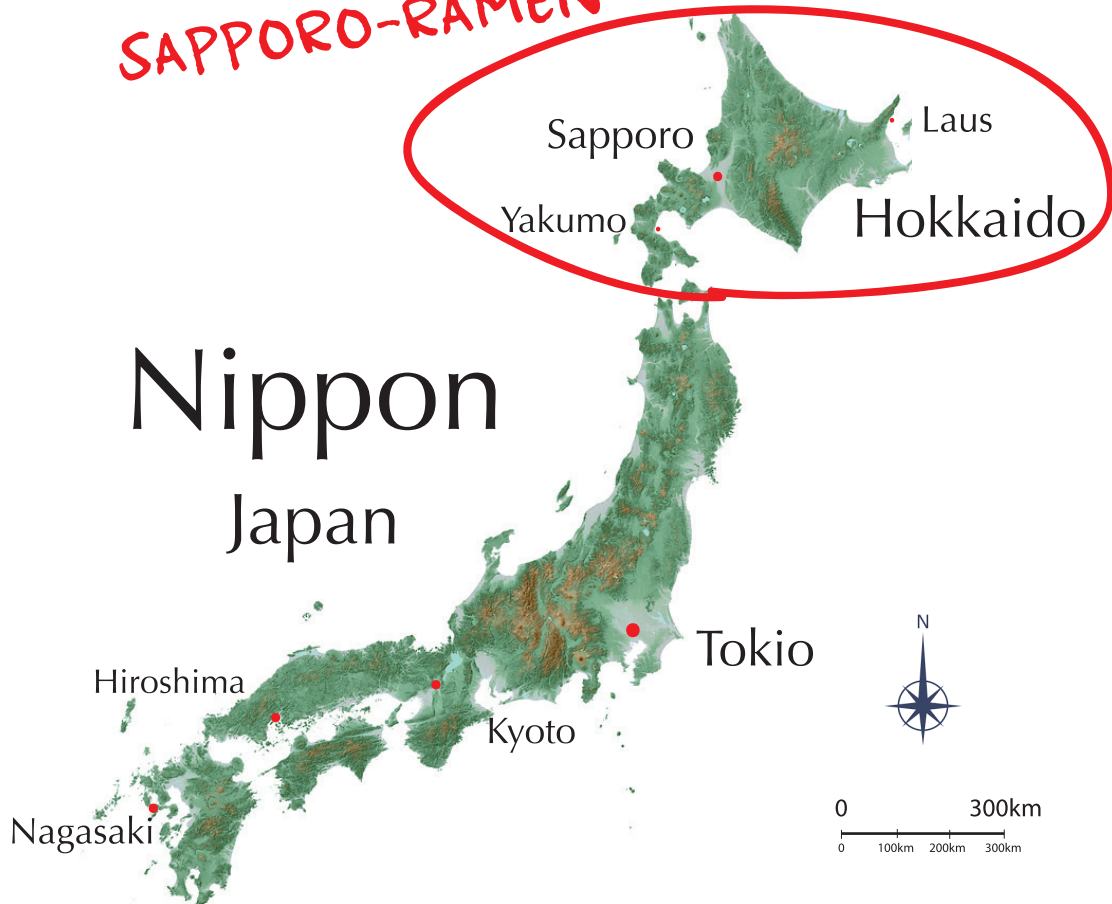 SAPPORO-RAMEN
Laus
Sapporo
Yakumo
Hokkaido
Nippon
Japan
N
Tokio
Hiroshima
Kyoto
0 300km
Nagasaki
0 100km 200km 300km